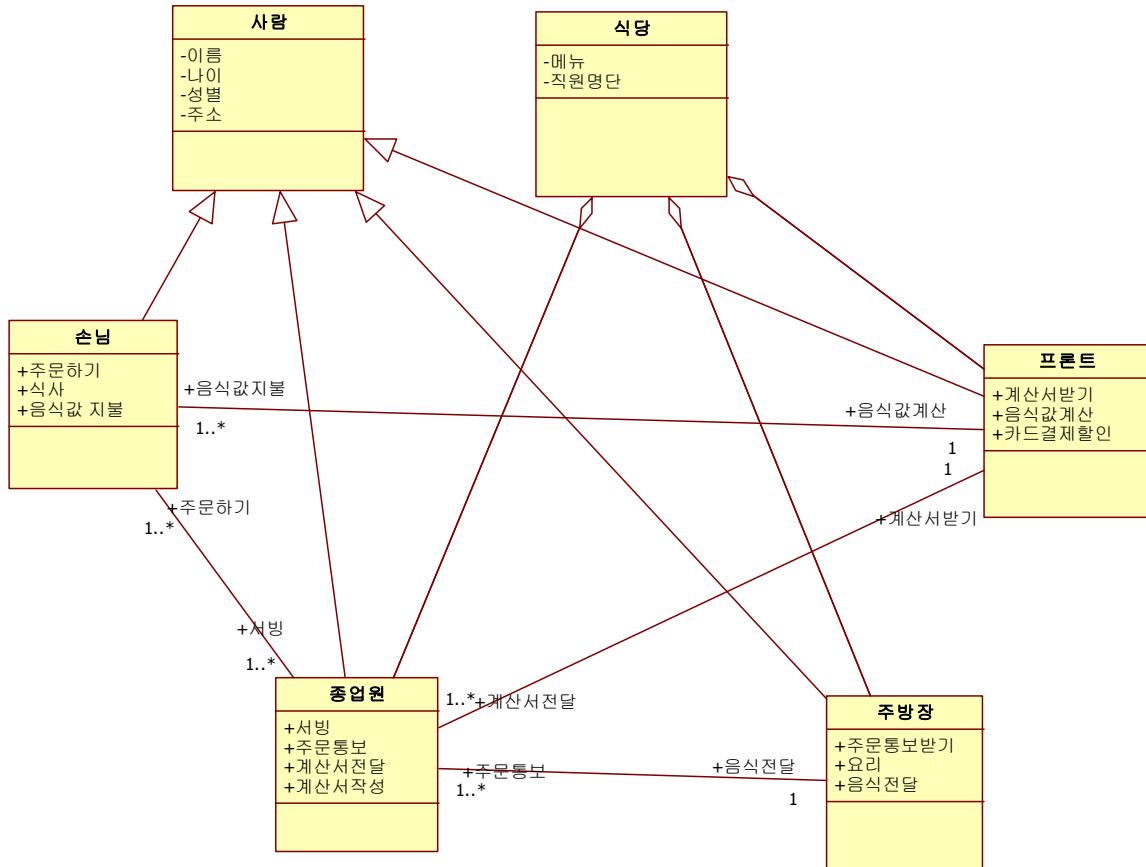 사람
-이름
-나이
-성별
-주소
식당
-메뉴
-직원명단
손님
+주문하기
+식사
+음식값 지불
프론트
+계산서받기
+음식값계산
+카드결제할인
+음식값지불
1..*
+음식값계산
1
1
+계산서받기
+주문하기
1..*
+서빙
1..*
종업원
+서빙
+주문통보
+계산서전달
+계산서작성
1..*
+계산서전달
+주문통보
1..*
+음식전달
1
주방장
+주문통보받기
+요리
+음식전달